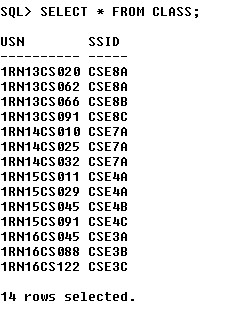 SQL> SELECT * FROM CLASS;
USN        SSID
---------- -----
1RN13CS020 CSE8A
1RN13CS062 CSE8A
1RN13CS066 CSE8B
1RN13CS091 CSE8C
1RN14CS010 CSE7A
1RN14CS025 CSE7A
1RN14CS032 CSE7A
1RN15CS011 CSE4A
1RN15CS029 CSE4A
1RN15CS045 CSE4B
1RN15CS091 CSE4C
1RN16CS045 CSE3A
1RN16CS088 CSE3B
1RN16CS122 CSE3C
14 rows selected.